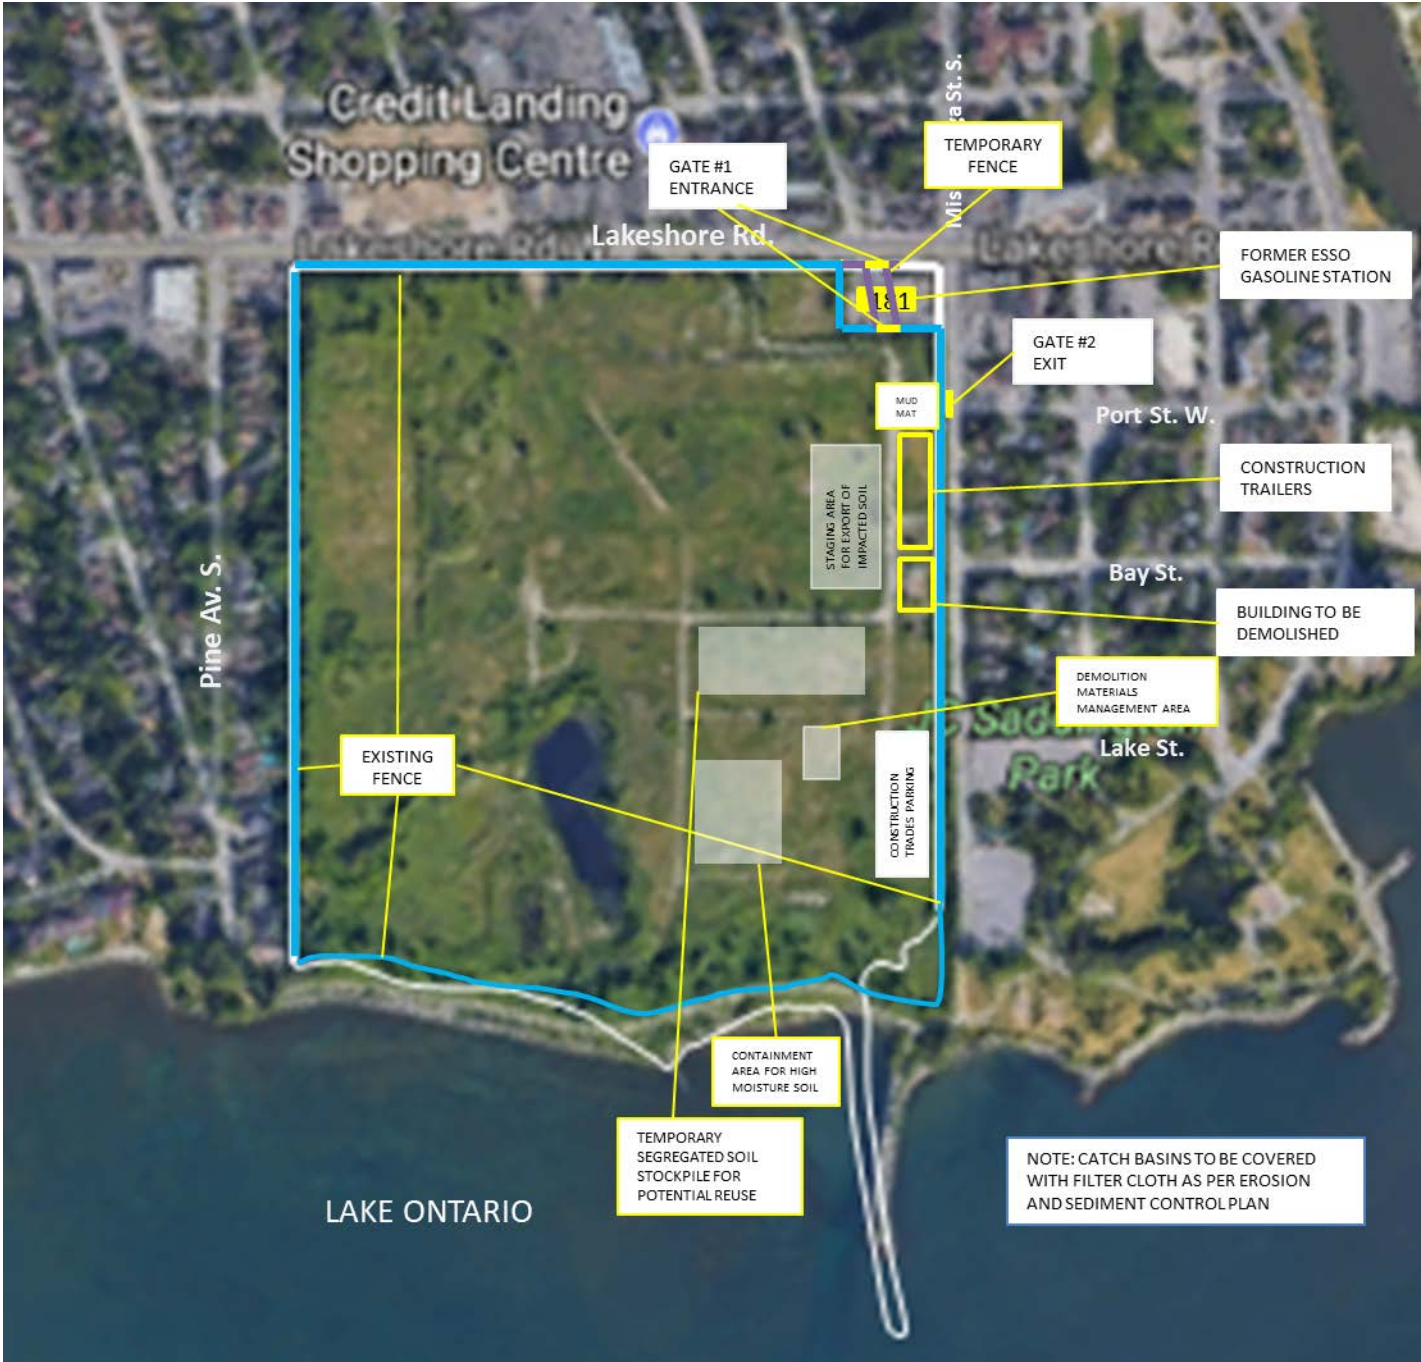 Credit Landing
Shopping Centre
GATE #1
ENTRANCE
TEMPORARY
FENCE
Lakeshore Rd.
Lakeshore Rd.
FORMER ESSO
GASOLINE STATION
181
GATE #2
EXIT
MUD
MAT
Port St. W.
STAGING AREA
FOR EXPORT OF
IMPACTED SOIL
CONSTRUCTION
TRAILERS
Bay St.
Pine Av. S.
BUILDING TO BE
DEMOLISHED
DEMOLITION
MATERIALS
MANAGEMENT AREA
Lake St.
Park
EXISTING
FENCE
CONSTRUCTION
TRADES PARKING
CONTAINMENT
AREA FOR HIGH
MOISTURE SOIL
TEMPORARY
SEGREGATED SOIL
STOCKPILE FOR
POTENTIAL REUSE
NOTE: CATCH BASINS TO BE COVERED
WITH FILTER CLOTH AS PER EROSION
AND SEDIMENT CONTROL PLAN
LAKE ONTARIO